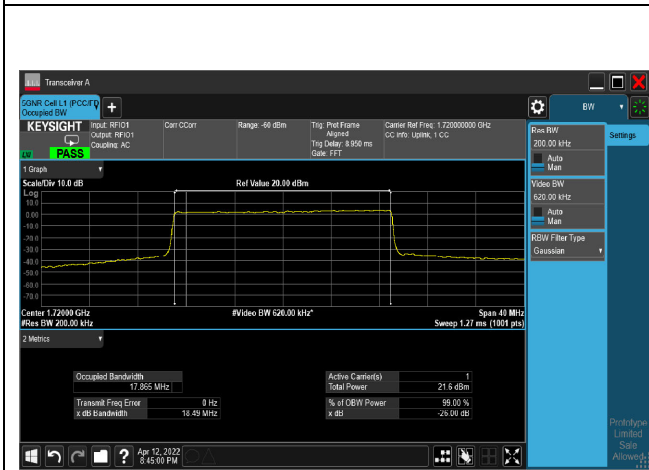 Transceiver A
5GNR Cell L1 (PCC/
Occupied BW
+
BW
KEYSIGHT
Input: RFIO1
Output: RFIO1
Coupling: AC
Corr CCorr
Range: -60 dBm
Trig: Prot Frame
Aligned
Trig Delay: 8.950 ms
Gate: FFT
Carrier Ref Freq: 1.720000000 GHz
CC Info: Uplink, 1 CC
PASS
Res BW
200.00 kHz
Auto
Man
Settings
Video BW
620.00 kHz
Auto
Man
RBW Filter Type
Gaussian
1 Graph
Scale/Div 10.0 dB
Ref Value 20.00 dBm
Log
10.0
0.00
-10.0
-20.0
-30.0
-40.0
-50.0
-60.0
-70.0
Center 1.72000 GHz
#Video BW 620.00 kHz*
Span 40 MHz
#Res BW 200.00 kHz
Sweep 1.27 ms (1001 pts)
2 Metrics
Occupied Bandwidth
17.865 MHz
Active Carrier(s) 1
Total Power 21.6 dBm
Transmit Freq Error 0 Hz
x dB Bandwidth 18.49 MHz
% of OBW Power 99.00 %
x dB -26.00 dB
Prototype
Limited
Sale
Allowed
?
Apr 12, 2022
8:45:00 PM